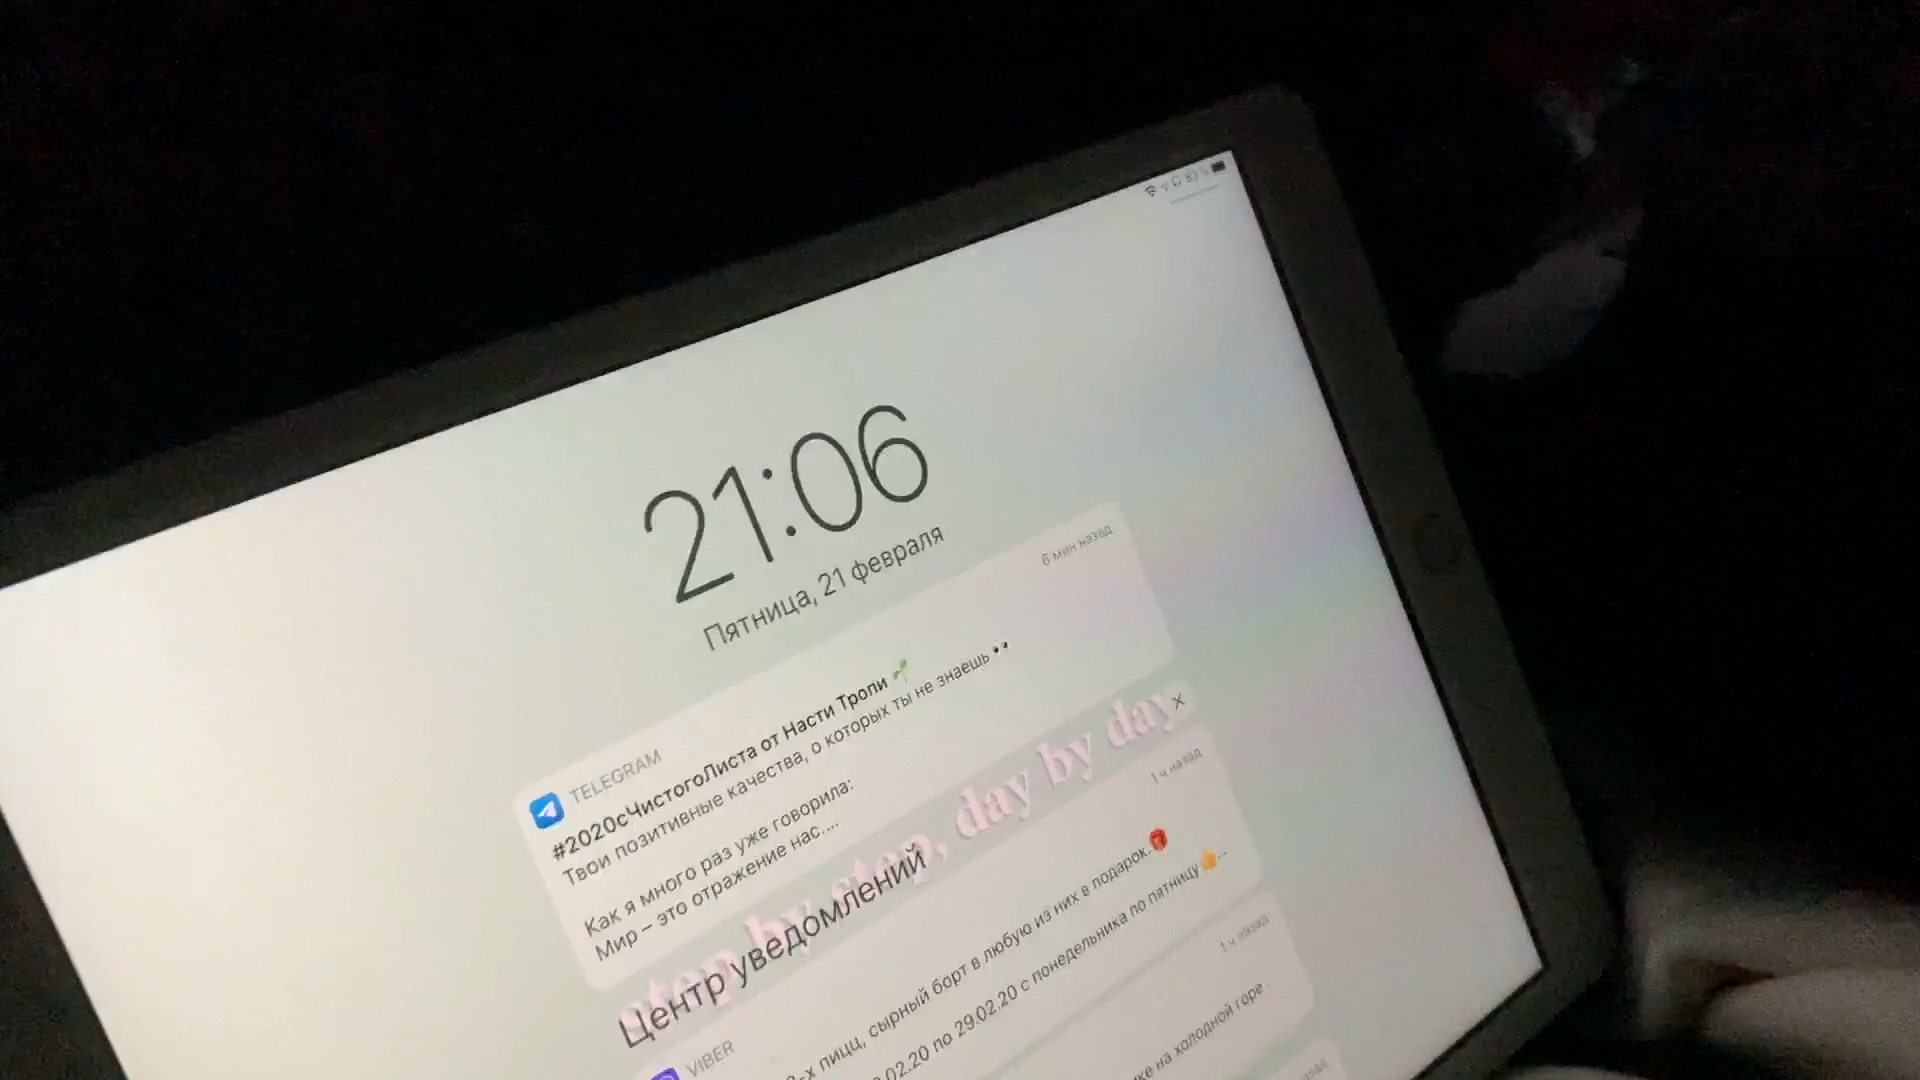 21:06
Пятница, 21 февраля
TELEGRAM
6 мин назад
#2020сЧистогоЛиста от Насти Тропи 🌱
Твои позитивные качества, о которых ты не знаешь 👀
Как я много раз уже говорила:
Мир – это отражение нас....
step by step, day by day
Центр уведомлений
VIBER
1 ч назад
пицц, сырный борт в любую из них в подарок.🎁
02.20 по 29.02.20 с понедельника по пятницу👍...
1 ч назад
на холодной горе